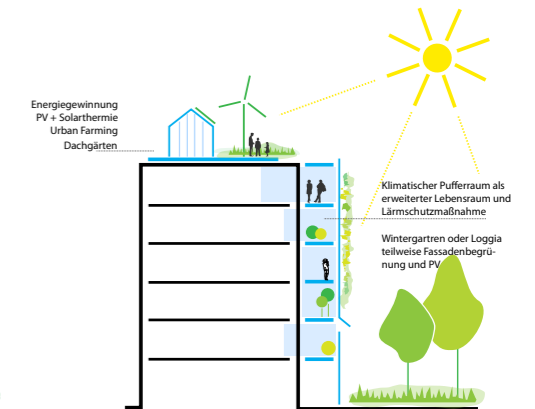 Energiegewinnung
PV + Solarthermie
Urban Farming
Dachgärten
Klimatischer Pufferraum als
erweiterter Lebensraum und
Lärmschutzmaßnahme
Wintergartren oder Loggia
teilweise Fassadenbegrü-
nung und PV